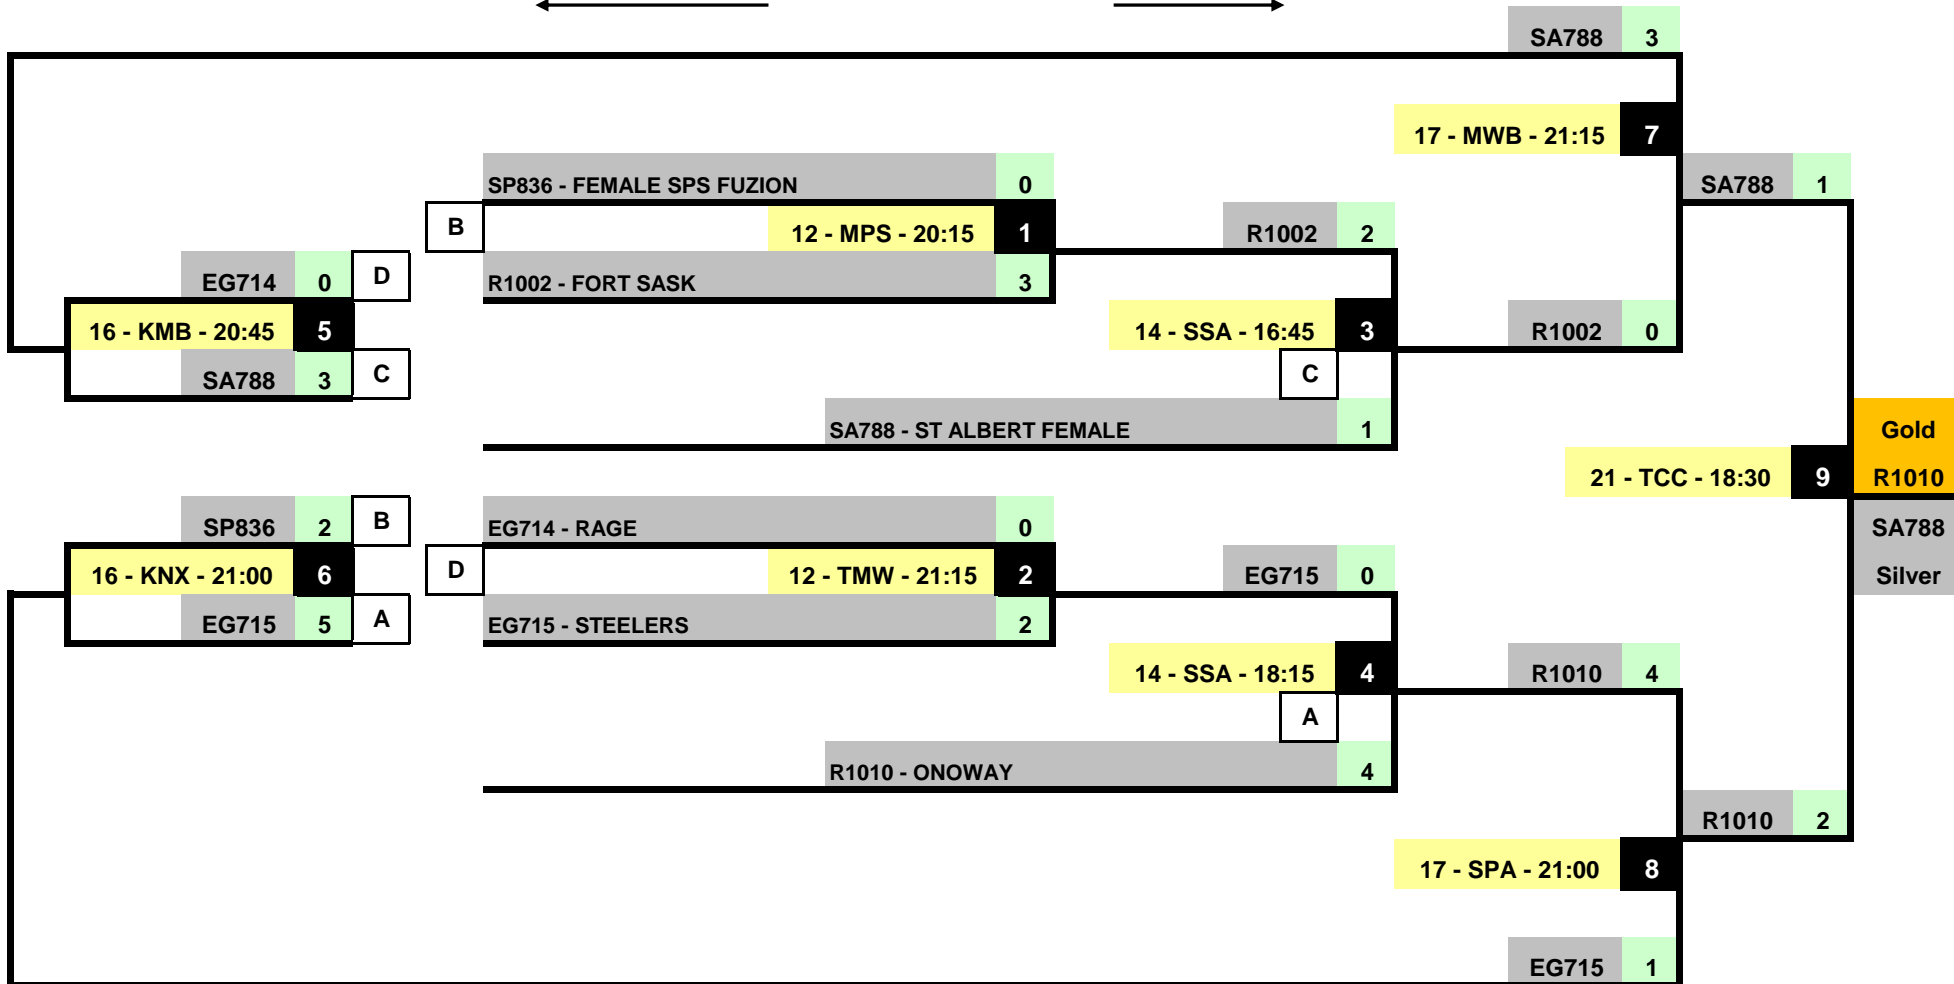 SA788 3
17 - MWB - 21:15 7
SP836 - FEMALE SPS FUZION 0
SA788 1
B
12 - MPS - 20:15 1
R1002 2
EG714 0 D
R1002 - FORT SASK 3
16 - KMB - 20:45 5
14 - SSA - 16:45 3
R1002 0
SA788 3 C
C
SA788 - ST ALBERT FEMALE 1
Gold
21 - TCC - 18:30 9
R1010
SP836 2 B
EG714 - RAGE 0
SA788
16 - KNX - 21:00 6
D
12 - TMW - 21:15 2
EG715 0
Silver
EG715 5 A
EG715 - STEELERS 2
14 - SSA - 18:15 4
R1010 4
A
R1010 - ONOWAY 4
R1010 2
17 - SPA - 21:00 8
EG715 1